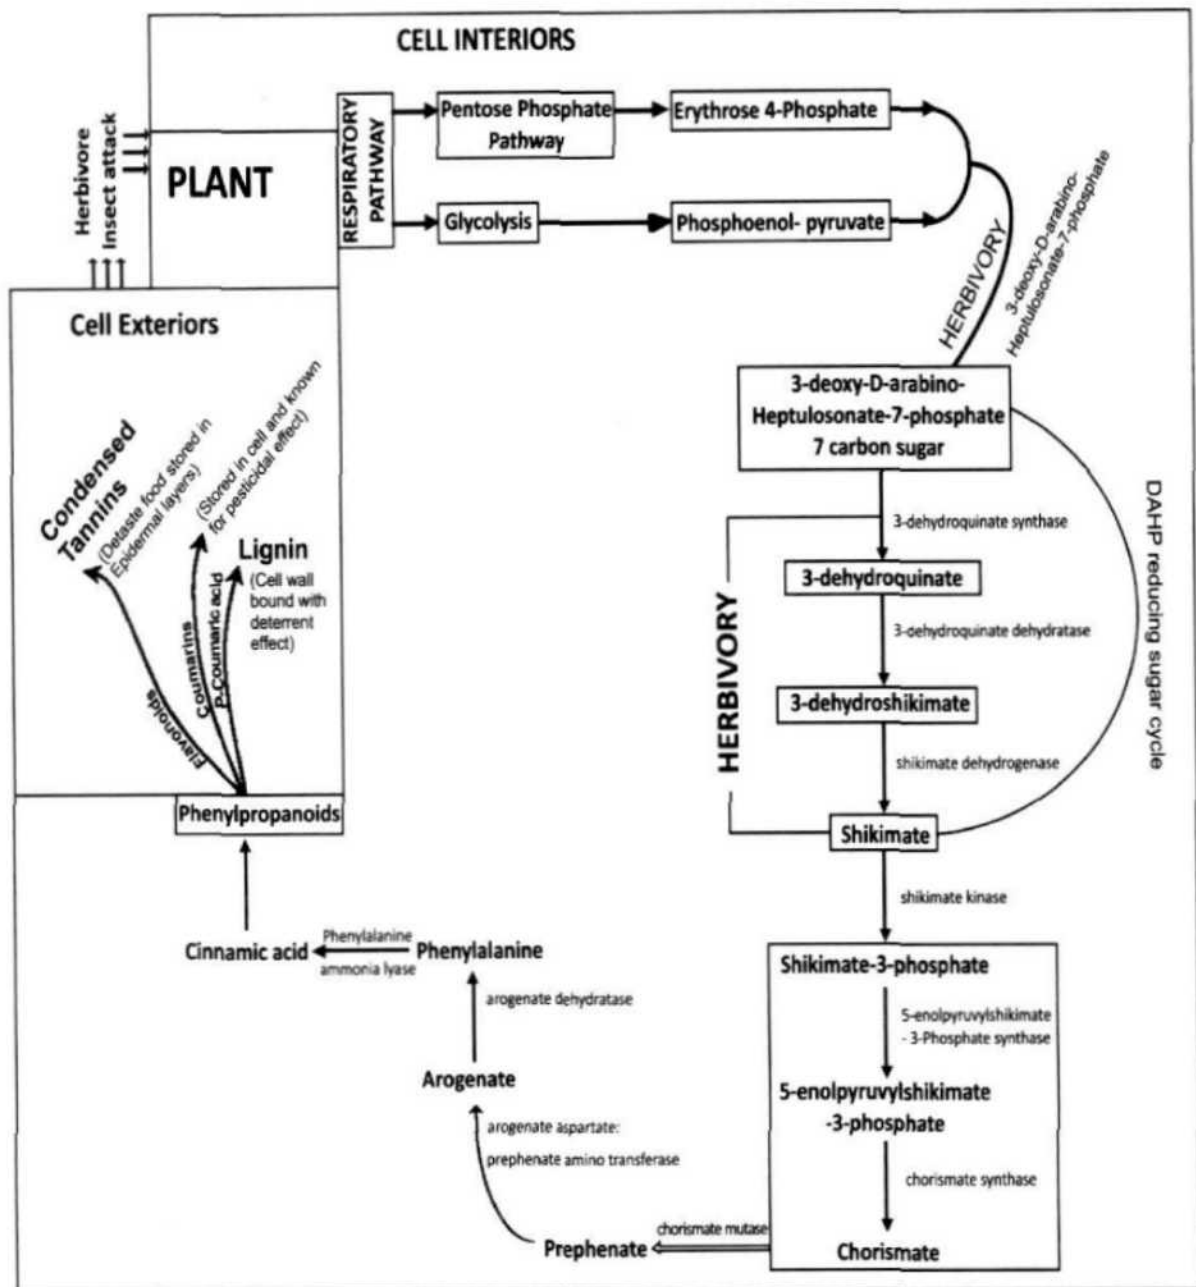 CELL INTERIORS
Herbivore
Insect attack
PLANT
RESPIRATORY
PATHWAY
Pentose Phosphate
Pathway
Erythrose 4-Phosphate
Glycolysis
Phosphoenol- pyruvate
HERBIVORY
3-deoxy-D-arabino-
Heptulosonate-7-phosphate
3-deoxy-D-arabino-
Heptulosonate-7-phosphate
7 carbon sugar
3-dehydroquinate synthase
3-dehydroquinate
3-dehydroquinate dehydratase
3-dehydroshikimate
shikimate dehydrogenase
Shikimate
HERBIVORY
DAHP reducing sugar cycle
shikimate kinase
Shikimate-3-phosphate
5-enolpyruvylshikimate
- 3-Phosphate synthase
5-enolpyruvylshikimate
-3-phosphate
chorismate synthase
Chorismate
chorismate mutase
Prephenate
arogenate aspartate:
prephenate amino transferase
Arogenate
arogenate dehydratase
Phenylalanine
Phenylalanine
ammonia lyase
Cinnamic acid
Phenylpropanoids
Flavonoids
Coumarins
P-Coumaric acid
Cell Exteriors
Condensed
Tannins
(Detaste food stored in
Epidermal layers)
(Stored in cell and known
for pesticidal effect)
Lignin
(Cell wall
bound with
deterrent
effect)